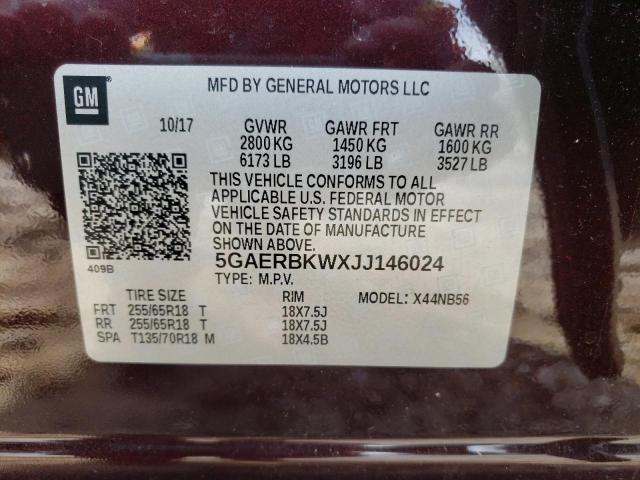 GM
MFD BY GENERAL MOTORS LLC
10/17 GVWR GAWR FRT GAWR RR
2800 KG 1450 KG 1600 KG
6173 LB 3196 LB 3527 LB
THIS VEHICLE CONFORMS TO ALL
APPLICABLE U.S. FEDERAL MOTOR
VEHICLE SAFETY STANDARDS IN EFFECT
ON THE DATE OF MANUFACTURE
SHOWN ABOVE.
409B
5GAERBKWXJJ146024
TYPE: M.P.V.
TIRE SIZE RIM MODEL: X44NB56
FRT 255/65R18 T 18X7.5J
RR 255/65R18 T 18X7.5J
SPA T135/70R18 M 18X4.5B